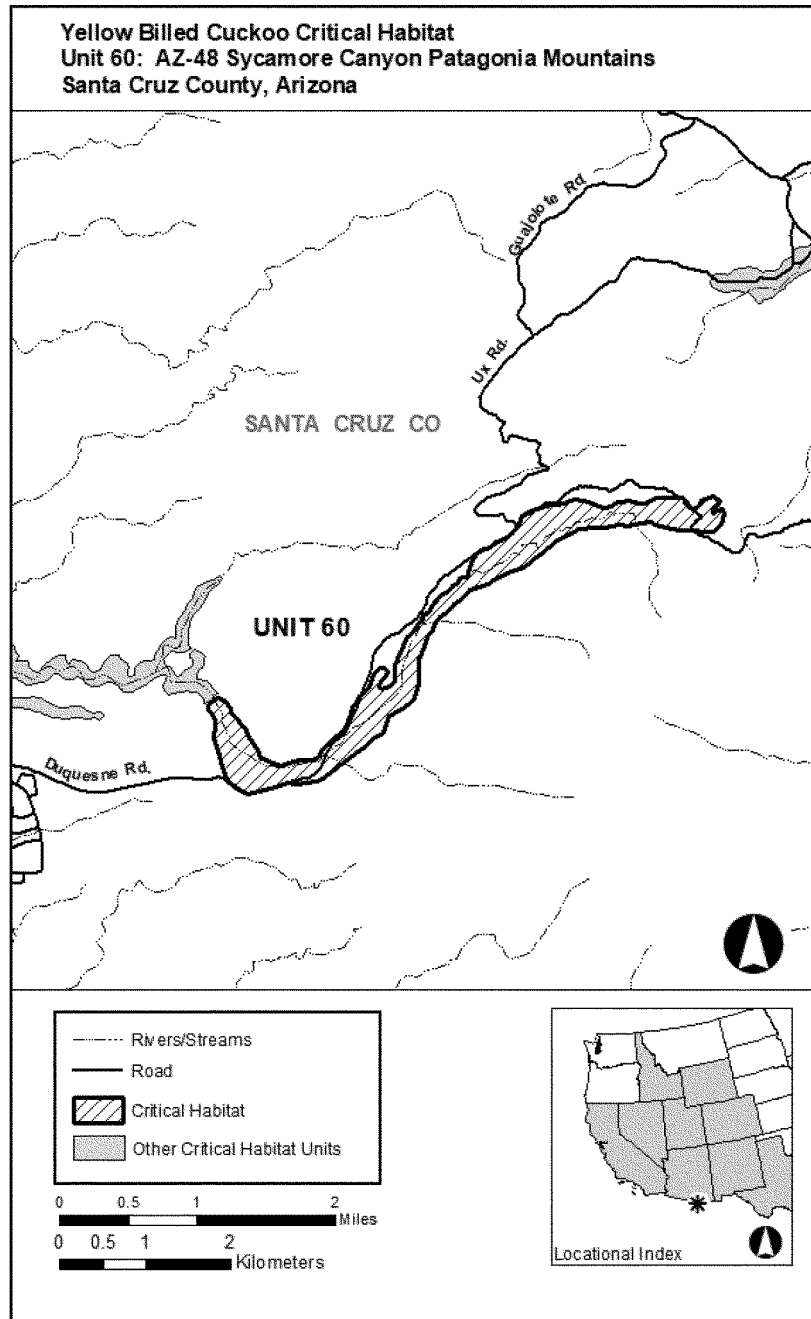 Yellow Billed Cuckoo Critical Habitat
Unit 60: AZ-48 Sycamore Canyon Patagonia Mountains
Santa Cruz County, Arizona
Guajolote Rd.
Ux Rd.
SANTA CRUZ CO
UNIT 60
Duquesne Rd.
Rivers/Streams
Road
Critical Habitat
Other Critical Habitat Units
0 0.5 1 2
Miles
0 0.5 1 2
Kilometers
Locational Index